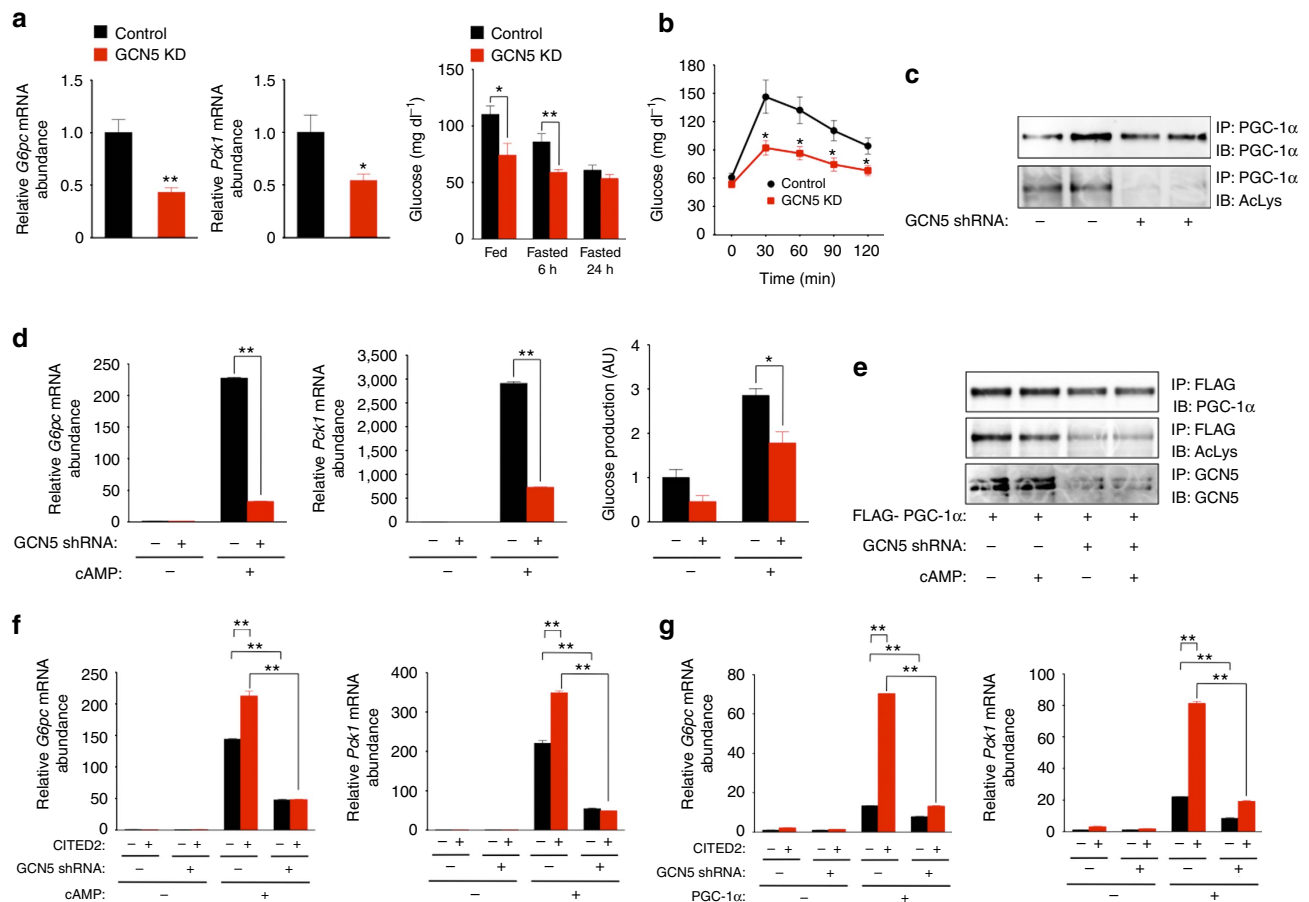 a
Control
GCN5 KD
Relative G6pc mRNA
abundance
1.5
1.0
0.5
0
**
Relative Pck1 mRNA
abundance
1.5
1.0
0.5
0
*
Control
GCN5 KD
Glucose (mg dl–1)
150
100
50
0
*
**
Fed
Fasted
6 h
Fasted
24 h
b
Glucose (mg dl–1)
180
150
120
90
60
30
0
*
*
*
*
Control
GCN5 KD
0 30 60 90 120
Time (min)
c
IP: PGC-1α
IB: PGC-1α
IP: PGC-1α
IB: AcLys
GCN5 shRNA: – – + +
d
Relative G6pc mRNA
abundance
250
200
150
100
50
0
**
GCN5 shRNA: – + – +
cAMP: – +
Relative Pck1 mRNA
abundance
3,500
3,000
2,500
2,000
1,500
1,000
500
0
**
– + – +
– +
Glucose production (AU)
4
3
2
1
0
*
– + – +
– +
e
IP: FLAG
IB: PGC-1α
IP: FLAG
IB: AcLys
IP: GCN5
IB: GCN5
FLAG- PGC-1α: + + + +
GCN5 shRNA: – – + +
cAMP: – + – +
f
Relative G6pc mRNA
abundance
250
200
150
100
50
0
**
**
**
CITED2: – + – + – + – +
GCN5 shRNA: – + – +
cAMP: – +
Relative Pck1 mRNA
abundance
400
300
200
100
0
**
**
**
– + – + – + – +
– + – +
– +
g
Relative G6pc mRNA
abundance
80
60
40
20
0
**
**
**
CITED2: – + – + – + – +
GCN5 shRNA: – + – +
PGC-1α: – +
Relative Pck1 mRNA
abundance
100
80
60
40
20
0
**
**
**
– + – + – + – +
– + – +
– +